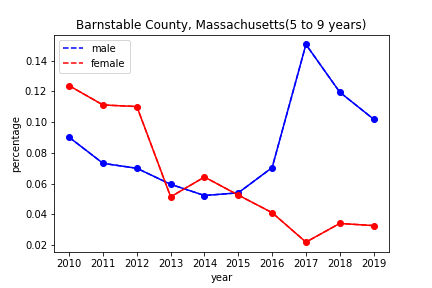 Barnstable County, Massachusetts(5 to 9 years)
male
female
percentage
0.14
0.12
0.10
0.08
0.06
0.04
0.02
2010 2011 2012 2013 2014 2015 2016 2017 2018 2019
year